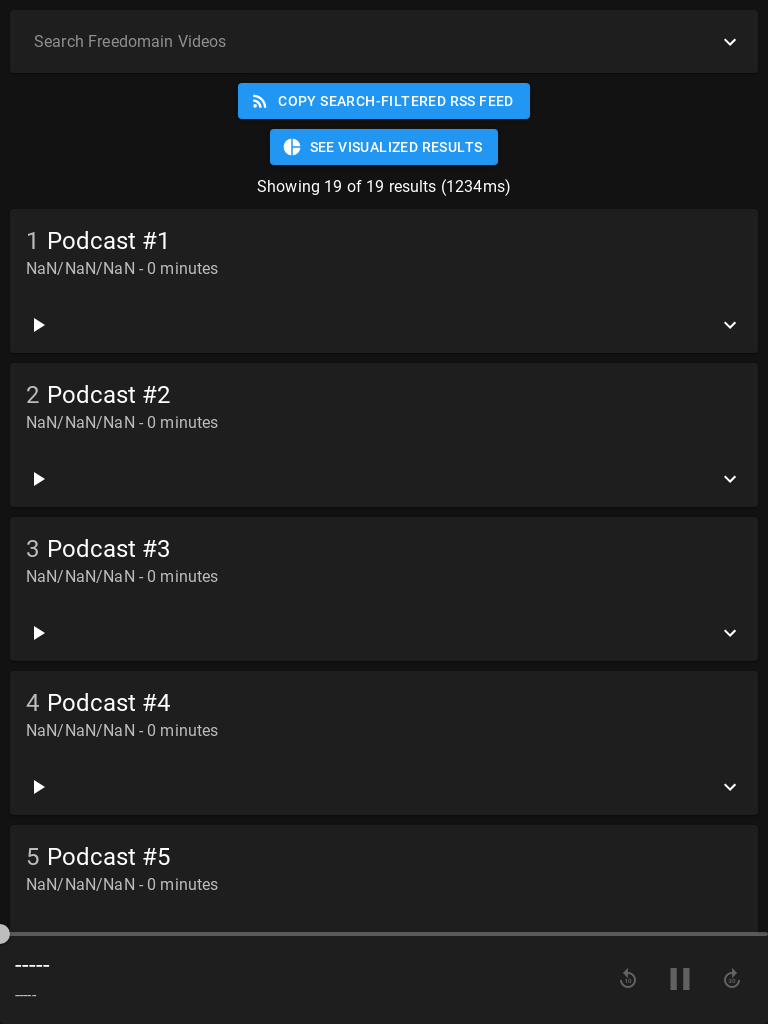 Search Freedomain Videos
COPY SEARCH-FILTERED RSS FEED
SEE VISUALIZED RESULTS
Showing 19 of 19 results (1234ms)
1 Podcast #1
NaN/NaN/NaN - 0 minutes
2 Podcast #2
NaN/NaN/NaN - 0 minutes
3 Podcast #3
NaN/NaN/NaN - 0 minutes
4 Podcast #4
NaN/NaN/NaN - 0 minutes
5 Podcast #5
NaN/NaN/NaN - 0 minutes
-----
-----
10
30